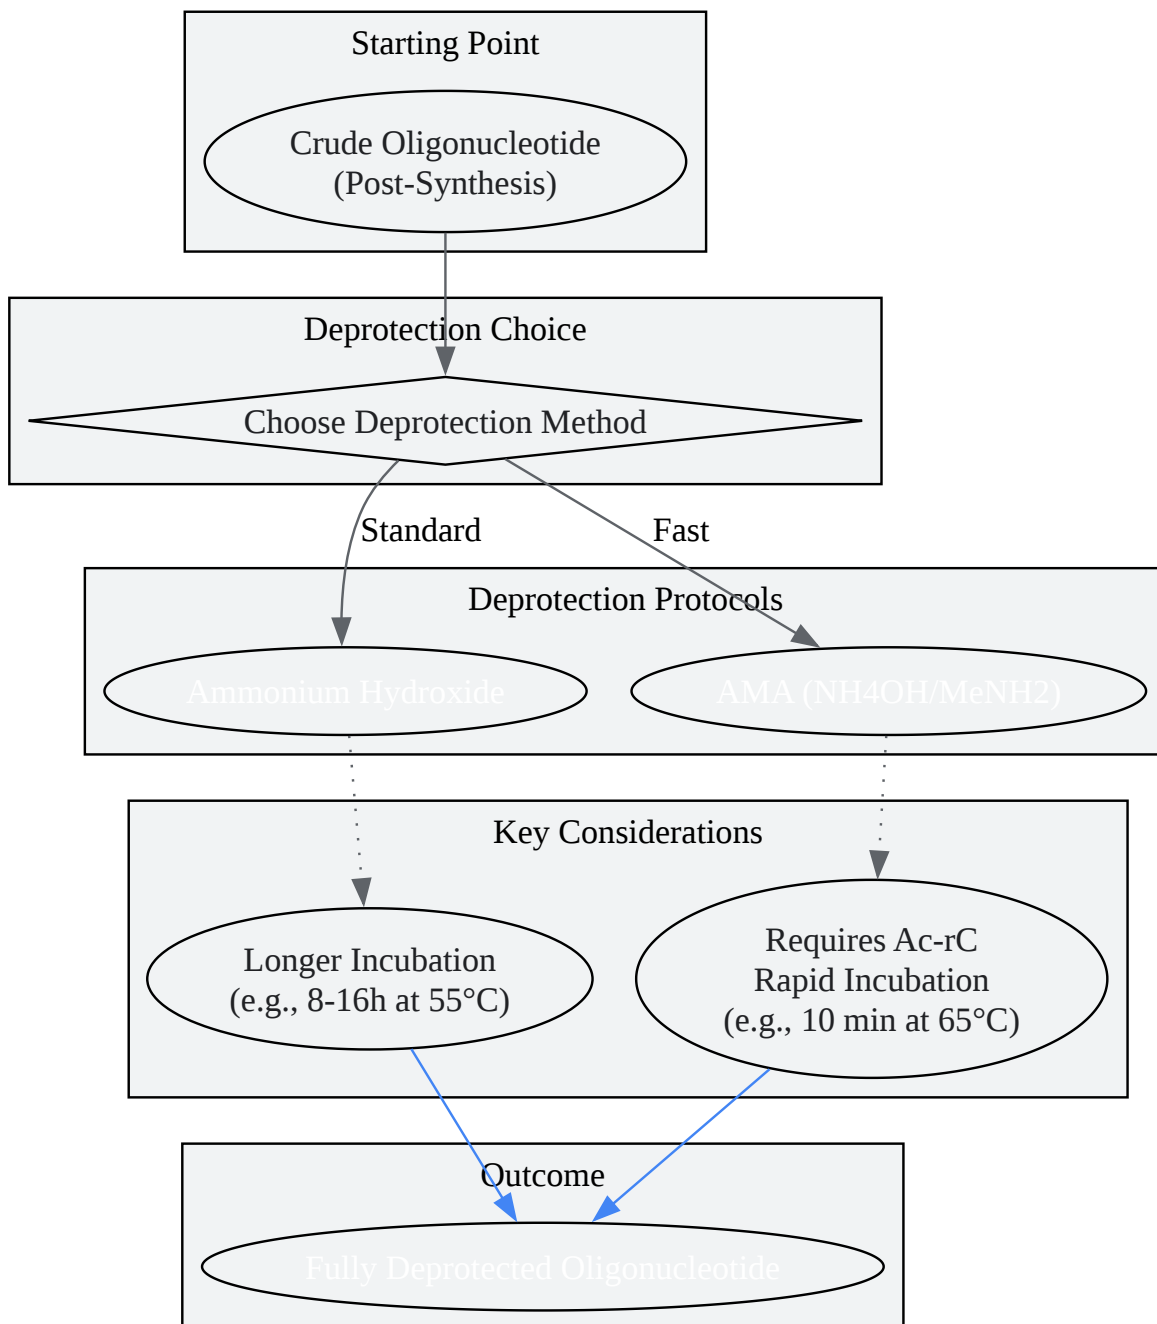 Starting Point
Crude Oligonucleotide
(Post-Synthesis)
Deprotection Choice
Choose Deprotection Method
Standard
Fast
Deprotection Protocols
Ammonium Hydroxide
AMA (NH4OH/MeNH2)
Key Considerations
Longer Incubation
(e.g., 8-16h at 55°C)
Requires Ac-rC
Rapid Incubation
(e.g., 10 min at 65°C)
Outcome
Fully Deprotected Oligonucleotide